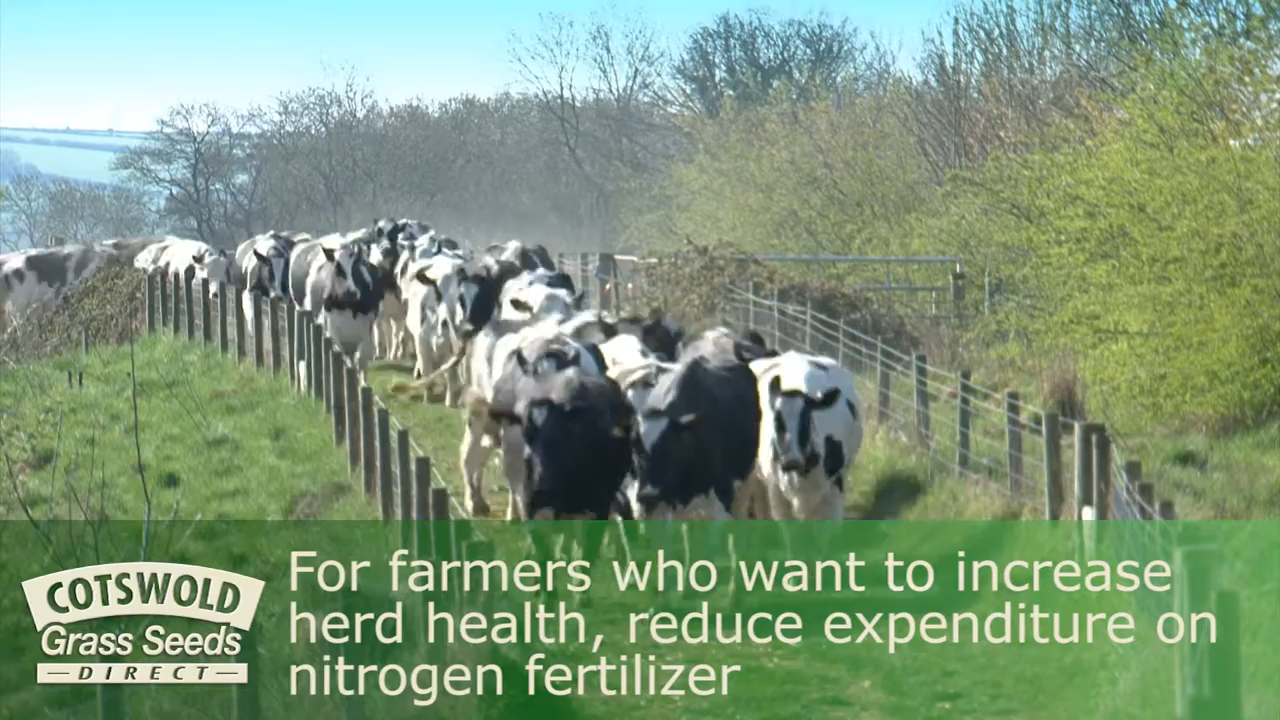 COTSWOLD
Grass Seeds
DIRECT
For farmers who want to increase
herd health, reduce expenditure on
nitrogen fertilizer